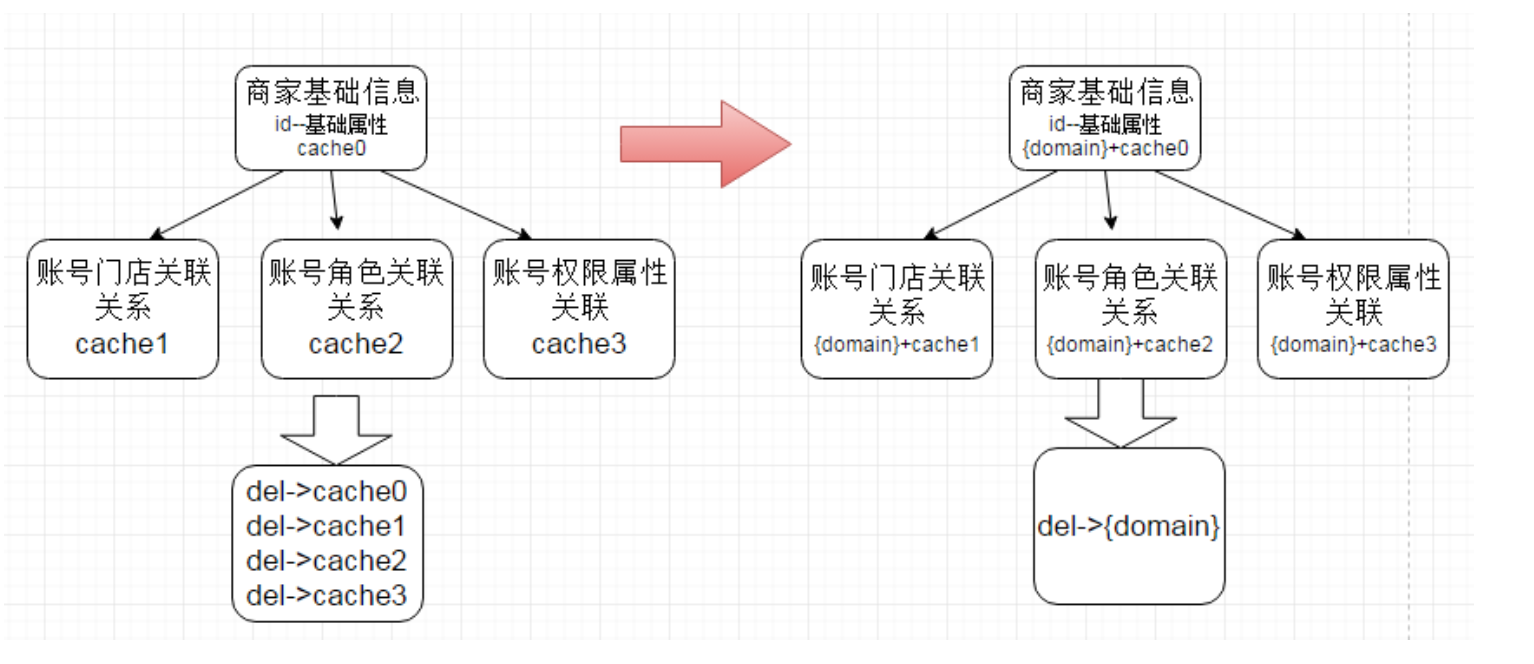 商家基础信息
id--基础属性
cache0
账号门店关联
关系
cache1
账号角色关联
关系
cache2
账号权限属性
关联
cache3
del->cache0
del->cache1
del->cache2
del->cache3
商家基础信息
id--基础属性
{domain}+cache0
账号门店关联
关系
{domain}+cache1
账号角色关联
关系
{domain}+cache2
账号权限属性
关联
{domain}+cache3
del->{domain}